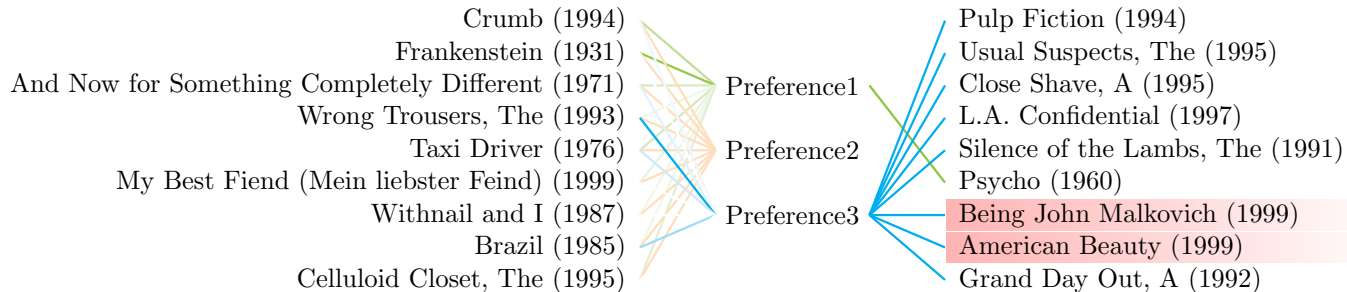 Crumb (1994)
Frankenstein (1931)
And Now for Something Completely Different (1971)
Wrong Trousers, The (1993)
Taxi Driver (1976)
My Best Fiend (Mein liebster Feind) (1999)
Withnail and I (1987)
Brazil (1985)
Celluloid Closet, The (1995)
Preference1
Preference2
Preference3
Pulp Fiction (1994)
Usual Suspects, The (1995)
Close Shave, A (1995)
L.A. Confidential (1997)
Silence of the Lambs, The (1991)
Psycho (1960)
Being John Malkovich (1999)
American Beauty (1999)
Grand Day Out, A (1992)